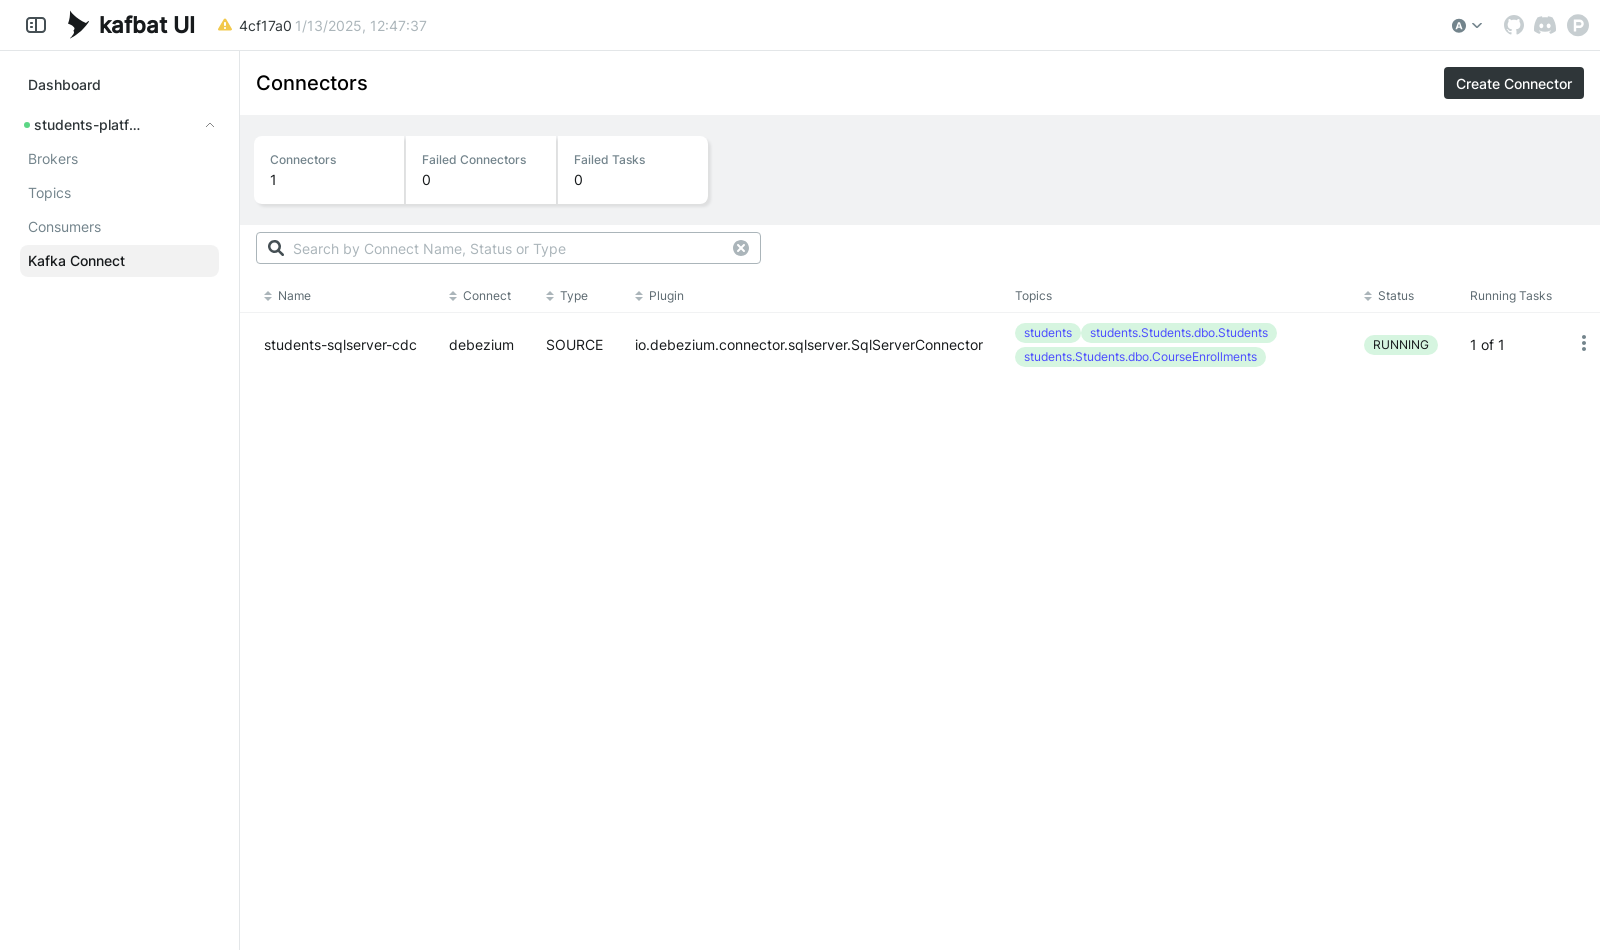 kafbat UI 4cf17a0 1/13/2025, 12:47:37 A
Dashboard
students-platf...
Brokers
Topics
Consumers
Kafka Connect
Connectors Create Connector
Connectors Failed Connectors Failed Tasks
1 0 0
Search by Connect Name, Status or Type
Name Connect Type Plugin Topics Status Running Tasks
students-sqlserver-cdc debezium SOURCE io.debezium.connector.sqlserver.SqlServerConnector students students.Students.dbo.Students RUNNING 1 of 1
students.Students.dbo.CourseEnrollments